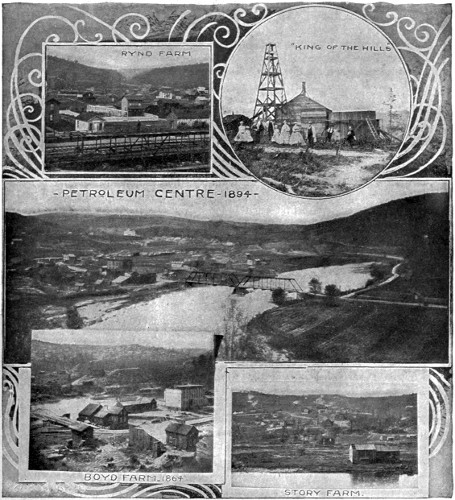 RYND FARM
"KING OF THE HILLS
- PETROLEUM CENTRE - 1894 -
BOYD FARM, 1864
STORY FARM.